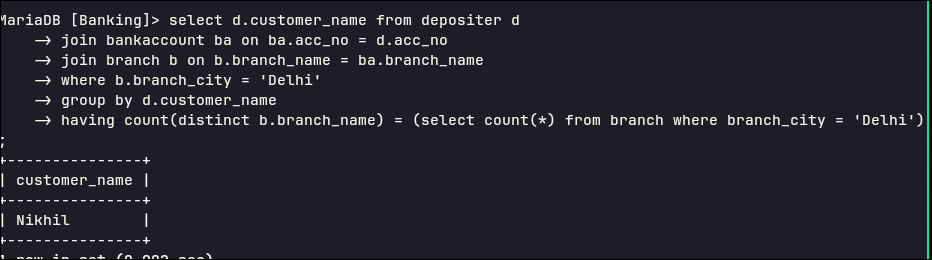 MariaDB [Banking]> select d.customer_name from depositer d
    -> join bankaccount ba on ba.acc_no = d.acc_no
    -> join branch b on b.branch_name = ba.branch_name
    -> where b.branch_city = 'Delhi'
    -> group by d.customer_name
    -> having count(distinct b.branch_name) = (select count(*) from branch where branch_city = 'Delhi')
;
+---------------+
| customer_name |
+---------------+
| Nikhil        |
+---------------+
1 row in set (0.002 sec)